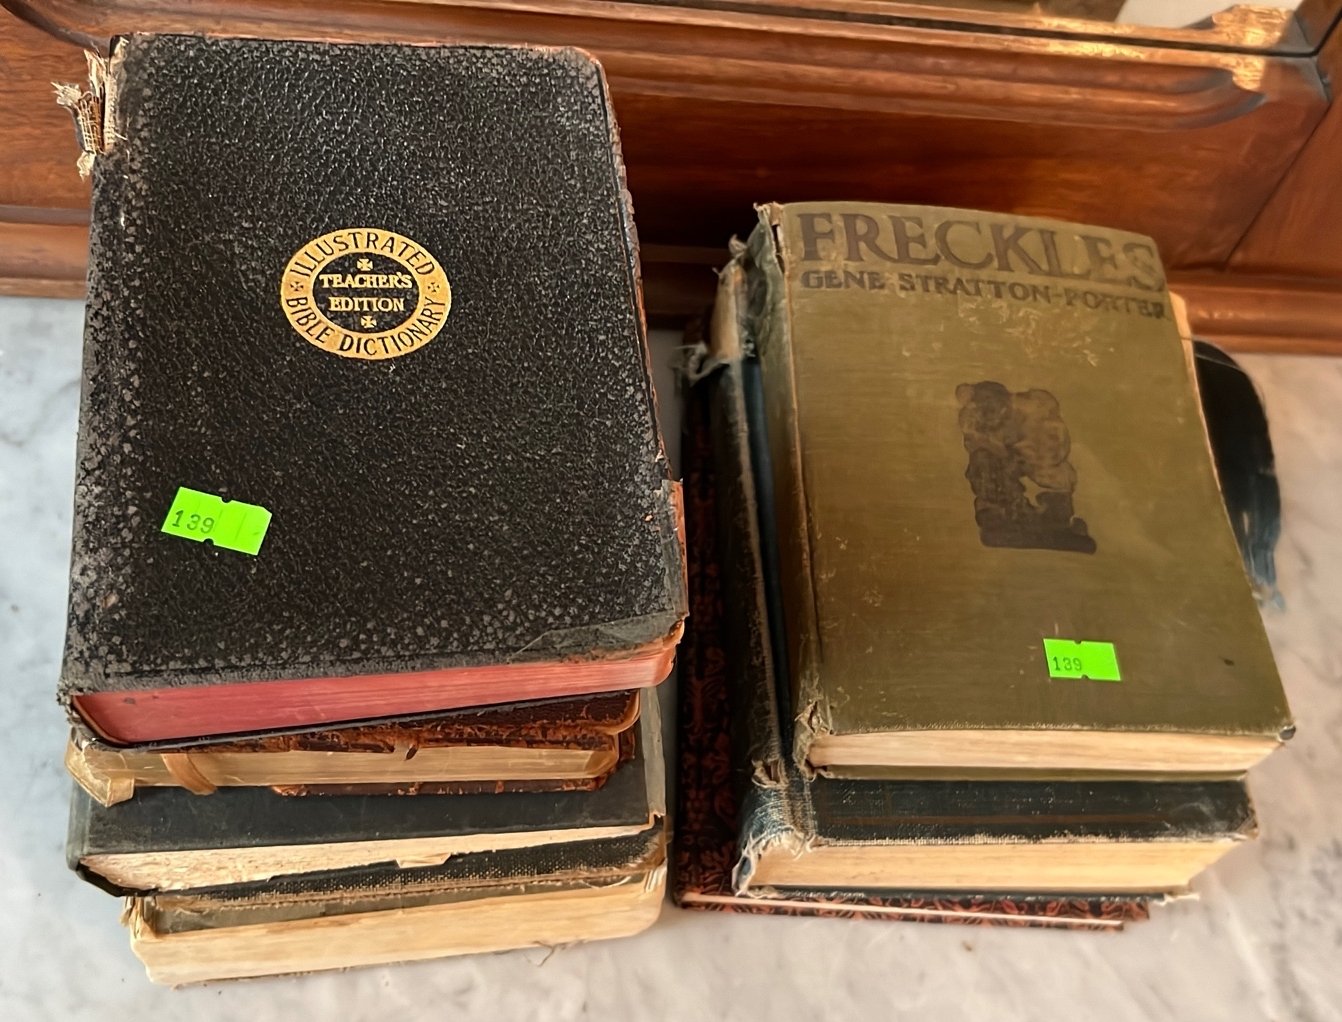 ILLUSTRATED
TEACHER'S
EDITION
BIBLE DICTIONARY
139
FRECKLES
GENE STRATTON-PORTER
139